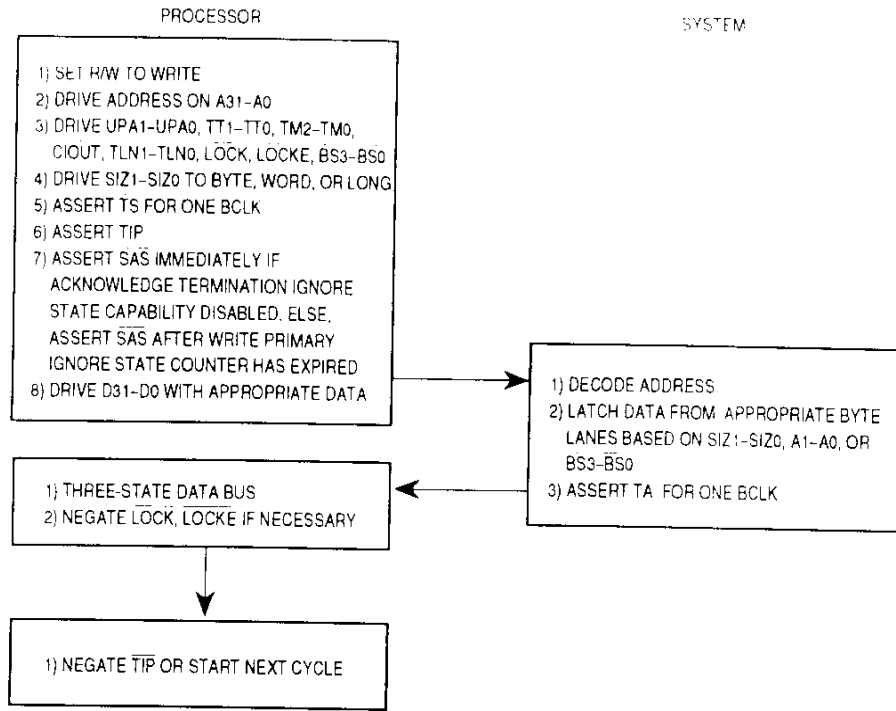 PROCESSOR
SYSTEM
1) SET R/W TO WRITE
2) DRIVE ADDRESS ON A31–A0
3) DRIVE UPA1–UPA0, TT1–TT0, TM2–TM0,
CIOUT, TLN1–TLN0, LOCK, LOCKE, BS3–BS0
4) DRIVE SIZ1–SIZ0 TO BYTE, WORD, OR LONG
5) ASSERT TS FOR ONE BCLK
6) ASSERT TIP
7) ASSERT SAS IMMEDIATELY IF
ACKNOWLEDGE TERMINATION IGNORE
STATE CAPABILITY DISABLED. ELSE,
ASSERT SAS AFTER WRITE PRIMARY
IGNORE STATE COUNTER HAS EXPIRED
8) DRIVE D31–D0 WITH APPROPRIATE DATA
1) DECODE ADDRESS
2) LATCH DATA FROM APPROPRIATE BYTE
LANES BASED ON SIZ1–SIZ0, A1–A0, OR
BS3–BS0
3) ASSERT TA FOR ONE BCLK
1) THREE-STATE DATA BUS
2) NEGATE LOCK, LOCKE IF NECESSARY
1) NEGATE TIP OR START NEXT CYCLE